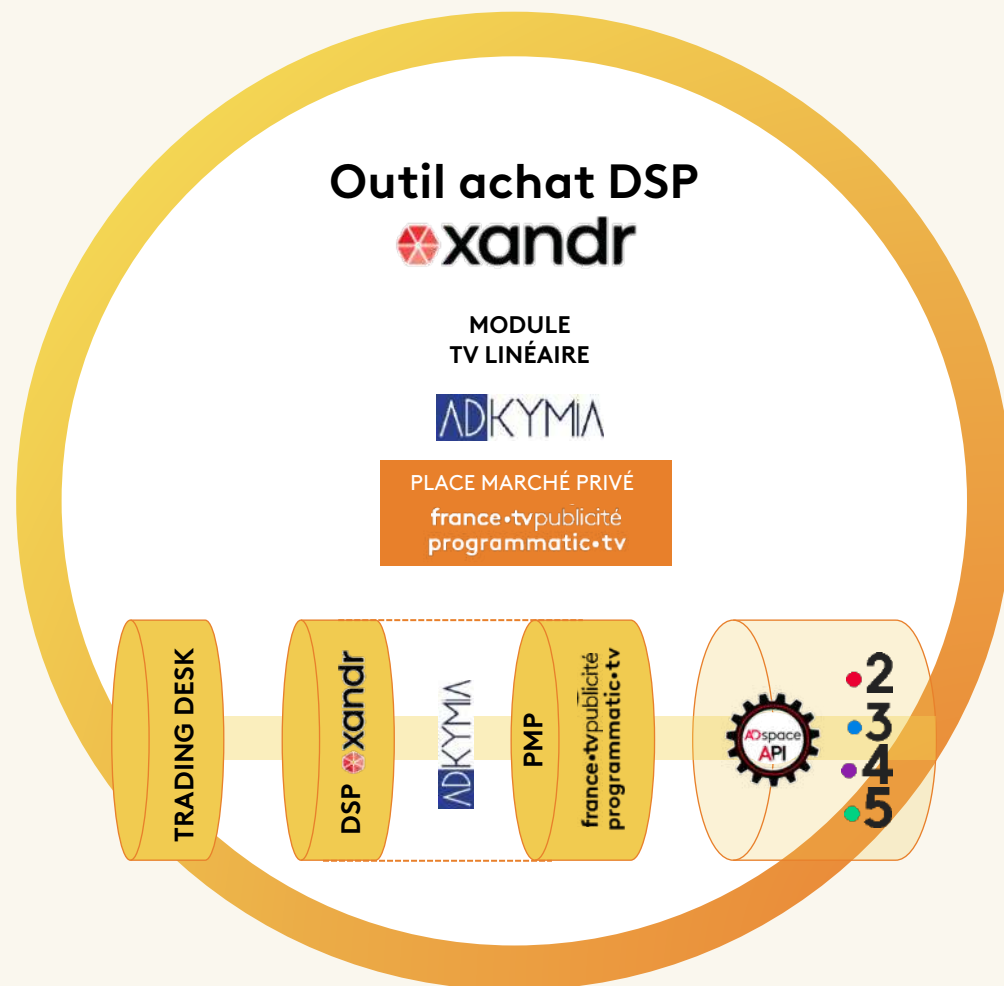 Outil achat DSP
xandr
MODULE
TV LINÉAIRE
ADKYMIA
PLACE MARCHÉ PRIVÉ
france•tvpublicité
programmatic•tv
TRADING DESK
DSP xandr
ADKYMIA
PMP
france•tvpublicité
programmatic•tv
ADspace
API
•2
•3
•4
•5